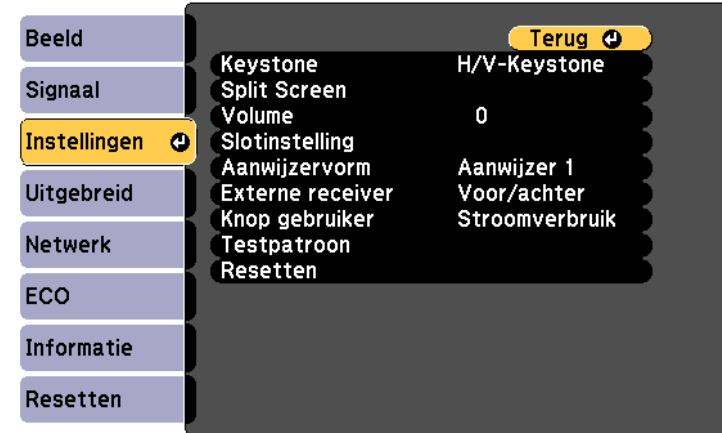 Beeld
Signaal
Instellingen
Uitgebreid
Netwerk
ECO
Informatie
Resetten
Terug
Keystone H/V-Keystone
Split Screen
Volume 0
Slotinstelling
Aanwijzervorm Aanwijzer 1
Externe receiver Voor/achter
Knop gebruiker Stroomverbruik
Testpatroon
Resetten